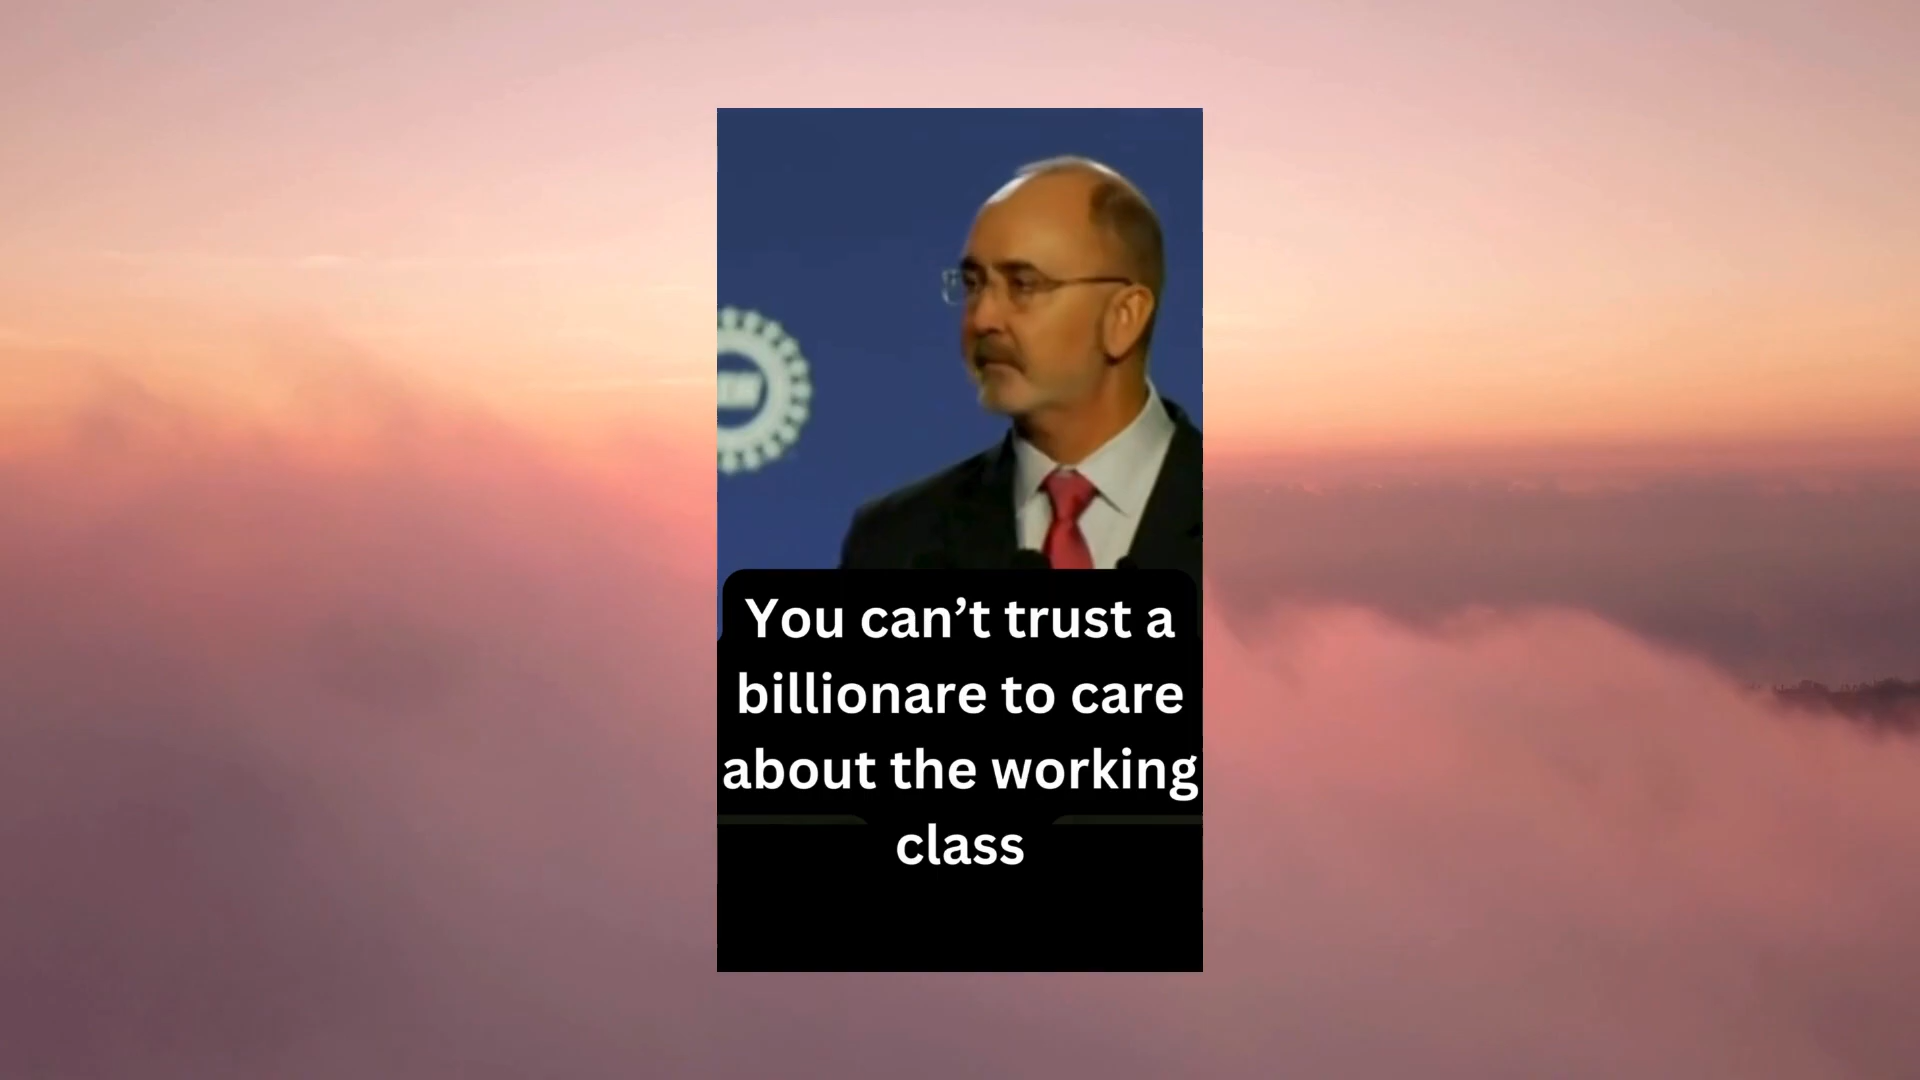 You can’t trust a
billionare to care
about the working
class